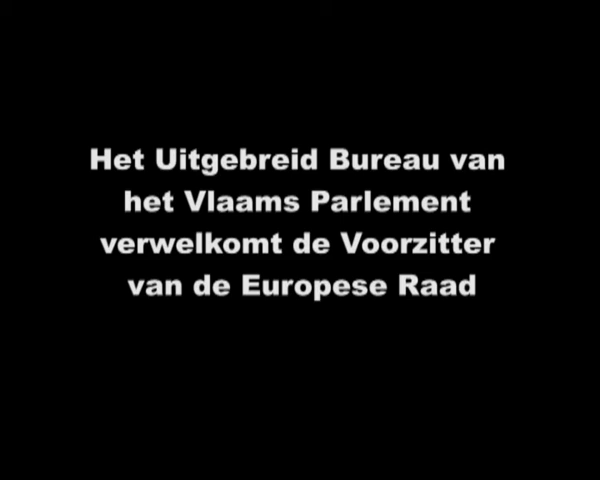 Het Uitgebreid Bureau van
het Vlaams Parlement
verwelkomt de Voorzitter
van de Europese Raad